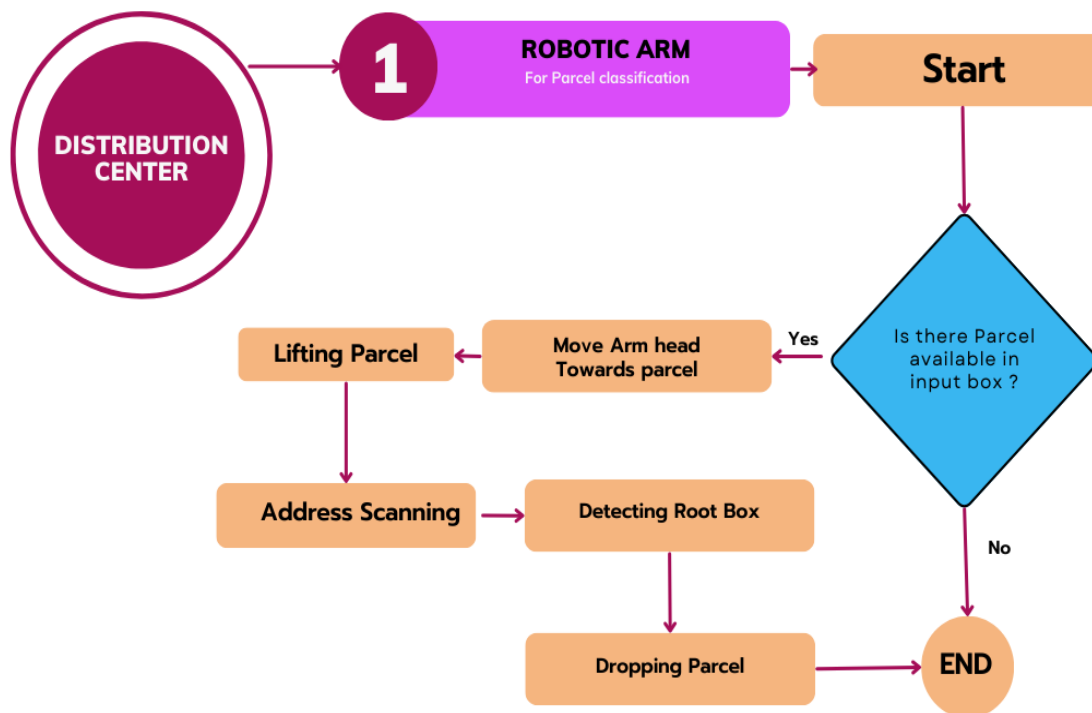 DISTRIBUTION
CENTER
1
ROBOTIC ARM
For Parcel classification
Start
Is there Parcel
available in
input box ?
Yes
Move Arm head
Towards parcel
Lifting Parcel
Address Scanning
Detecting Root Box
No
Dropping Parcel
END